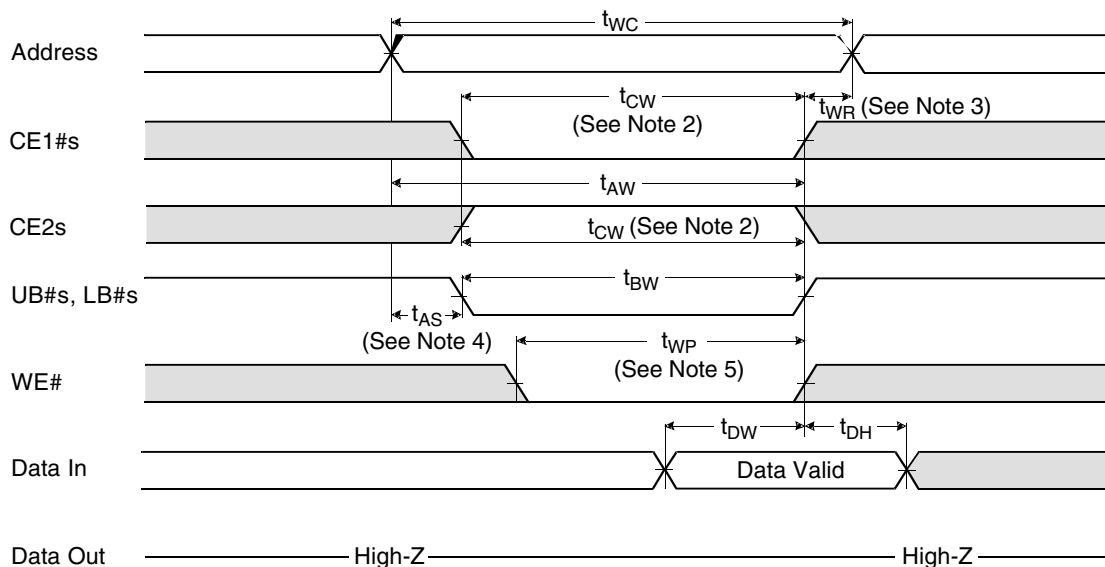 tWC
Address
tCW
(See Note 2)
tWR (See Note 3)
CE1#s
tAW
CE2s
tCW (See Note 2)
UB#s, LB#s
tBW
tAS
(See Note 4)
tWP
(See Note 5)
WE#
tDW
tDH
Data In
Data Valid
Data Out
High-Z
High-Z